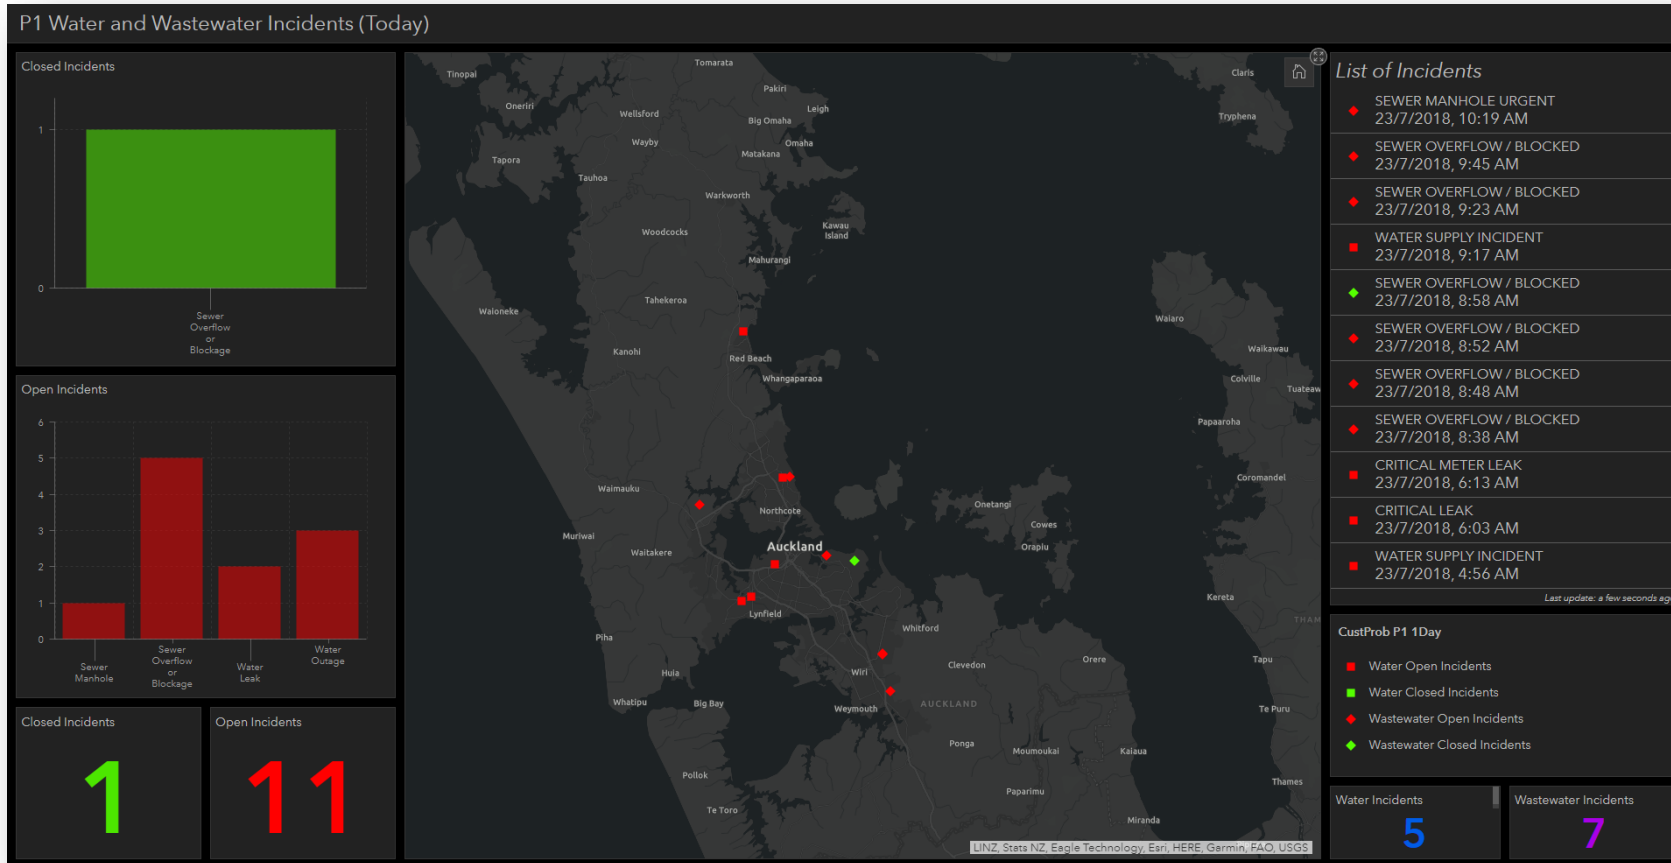 P1 Water and Wastewater Incidents (Today)
Closed Incidents
1
0
Sewer
Overflow
or
Blockage
Open Incidents
6
5
4
3
2
1
0
Sewer
Manhole
Sewer
Overflow
or
Blockage
Water
Leak
Water
Outage
Closed Incidents
1
Open Incidents
11
Tomarata
Tinopai
Claris
Pakiri
Oneriri
Leigh
Wellsford
Big Omaha
Tryphena
Wayby
Omaha
Matakana
Tapora
Tauhoa
Warkworth
Kawau
Island
Woodcocks
Mahurangi
Tahekeroa
Waioneke
Waiaro
Kanohi
Red Beach
Waikawau
Whangaparaoa
Colville
Tuateaw
Papaaroha
Coromandel
Waimauku
Onetangi
Northcote
Cowes
Muriwai
Auckland
Orapiu
Waitakere
Kereta
Lynfield
THAM
Whitford
Piha
Clevedon
Orere
Tapu
Huia
Wiri
Whatipu
Big Bay
Weymouth
AUCKLAND
Te Puru
Ponga
Moumoukai
Kaiaua
Pollok
Thames
Paparimu
Te Toro
Miranda
LINZ, Stats NZ, Eagle Technology, Esri, HERE, Garmin, FAO, USGS
List of Incidents
SEWER MANHOLE URGENT
23/7/2018, 10:19 AM
SEWER OVERFLOW / BLOCKED
23/7/2018, 9:45 AM
SEWER OVERFLOW / BLOCKED
23/7/2018, 9:23 AM
WATER SUPPLY INCIDENT
23/7/2018, 9:17 AM
SEWER OVERFLOW / BLOCKED
23/7/2018, 8:58 AM
SEWER OVERFLOW / BLOCKED
23/7/2018, 8:52 AM
SEWER OVERFLOW / BLOCKED
23/7/2018, 8:48 AM
SEWER OVERFLOW / BLOCKED
23/7/2018, 8:38 AM
CRITICAL METER LEAK
23/7/2018, 6:13 AM
CRITICAL LEAK
23/7/2018, 6:03 AM
WATER SUPPLY INCIDENT
23/7/2018, 4:56 AM
Last update: a few seconds ago
CustProb P1 1Day
Water Open Incidents
Water Closed Incidents
Wastewater Open Incidents
Wastewater Closed Incidents
Water Incidents
5
Wastewater Incidents
7